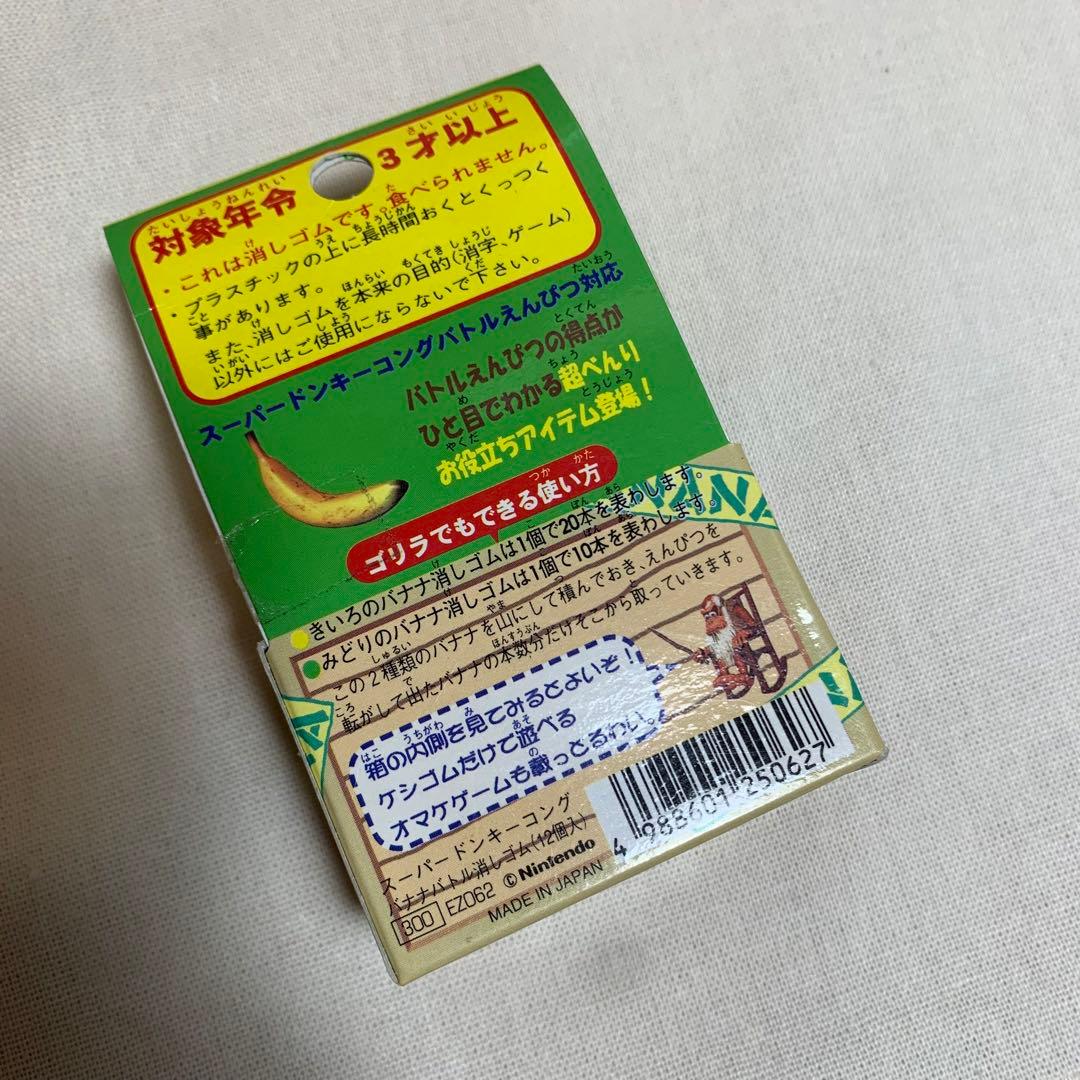 対象年令 3才以上
・これは消しゴムです。食べられません。
・プラスチックの上に長時間おくとくっつく
事があります。
また、消しゴムを本来の目的(消字、ゲーム)
以外にはご使用にならないで下さい。
スーパードンキーコングバトルえんぴつ対応
バトルえんぴつの得点が
ひと目でわかる超べんり
お役立ちアイテム登場!
ゴリラでもできる使い方
きいろのバナナ消しゴムは1個で20本を表わします。
みどりのバナナ消しゴムは1個で10本を表わします。
この2種類のバナナを山にして積んでおき、えんぴつを
転がして出たバナナの本数分だけそこから取っていきます。
箱の内側を見てみるとよいぞ!
ケシゴムだけで遊べる
オマケゲームも載っとるわい。
スーパードンキーコング
バナナバトル消しゴム(12個入)
300 EZ062 ©Nintendo
MADE IN JAPAN
4 988601 250627